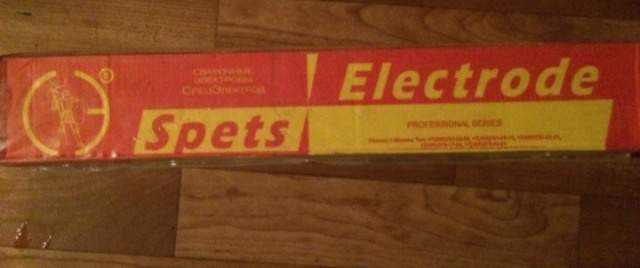 СВАРОЧНЫЕ
ЭЛЕКТРОДЫ
СПЕЦЭЛЕКТРОД
Electrode
Spets
PROFESSIONAL SERIES